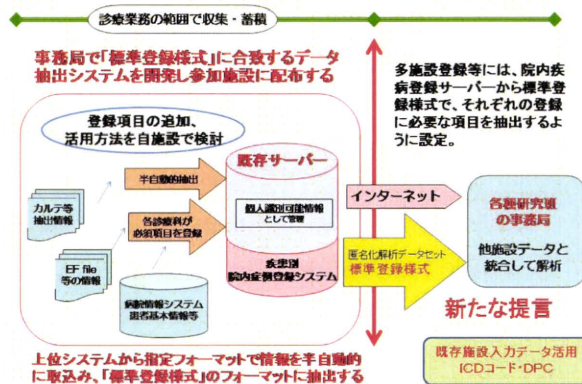 診療業務の範囲で収集・蓄積
事務局で「標準登録様式」に合致するデータ
抽出システムを開発し参加施設に配布する
登録項目の追加、
活用方法を自施設で検討
カルテ等
抽出情報
半自動的抽出
各診療科が
必須項目を登録
EF file
等の情報
病院情報システム
患者基本情報等
既存サーバー
個人識別可能情報
として管理
疾患別
院内症例登録システム
上位システムから指定フォーマットで情報を半自動的
に取込み、「標準登録様式」のフォーマットに抽出する
多施設登録等には、院内疾
病登録サーバーから標準登
録様式で、それぞれの登録
に必要な項目を抽出するよ
うに設定。
インターネット
匿名化解析データセット
標準登録様式
各種研究班
の事務局
他施設データと
統合して解析
新たな提言
既存施設入力データ活用
ICDコード・DPC